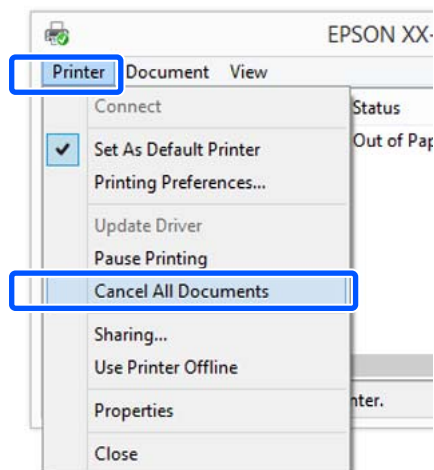 EPSON XX-
Printer Document View
Connect
Status
Set As Default Printer
Out of Pap
Printing Preferences...
Update Driver
Pause Printing
Cancel All Documents
Sharing...
Use Printer Offline
Properties
nter.
Close